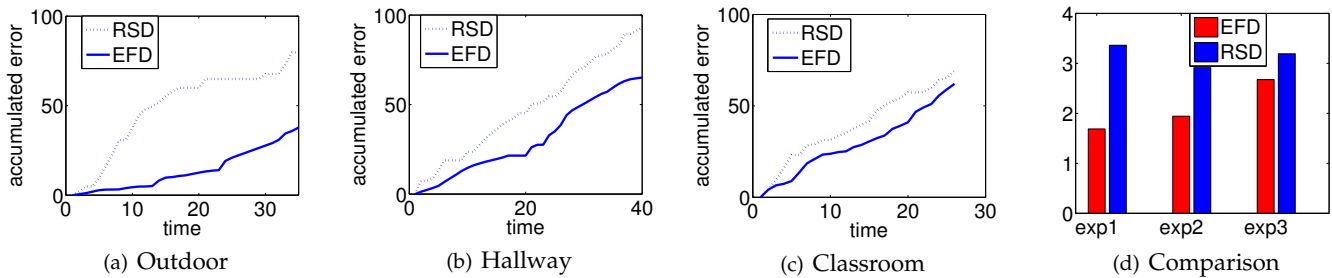 100
50
0
accumulated error
RSD
EFD
0 10 20 30
time
(a) Outdoor
100
50
0
accumulated error
RSD
EFD
0 20 40
time
(b) Hallway
100
50
0
accumulated error
RSD
EFD
0 10 20 30
time
(c) Classroom
4
3
2
1
0
EFD
RSD
exp1 exp2 exp3
(d) Comparison